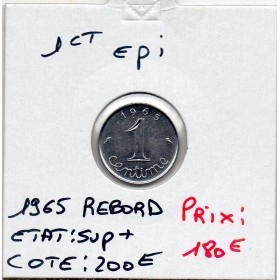 1CT epi
1965
1
centime
1965 REBORD
ETAT: SUP +
COTE: 200€
PRIX:
180€